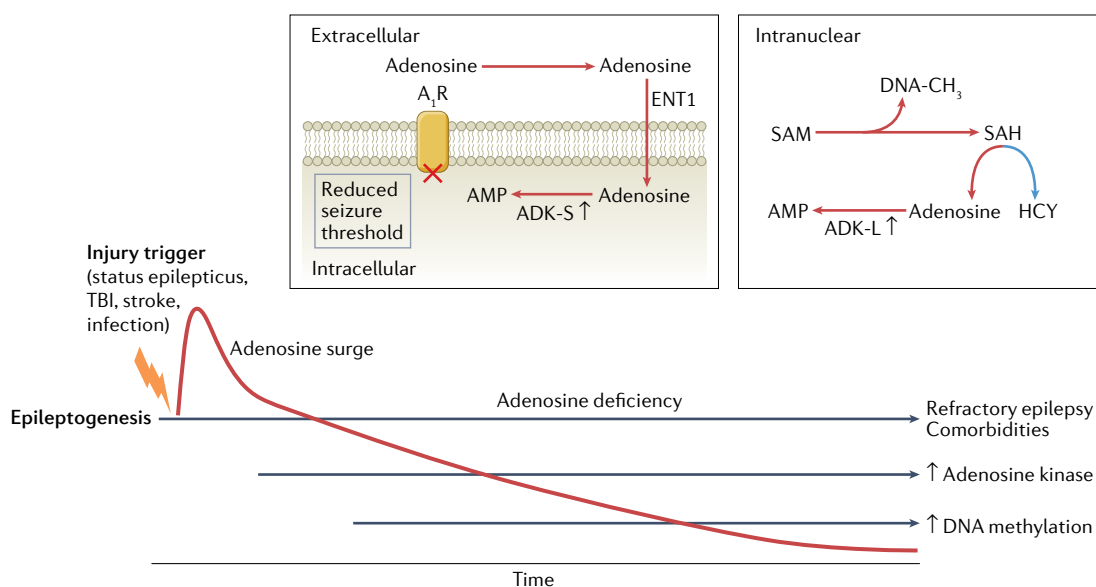 Extracellular
Adenosine
Adenosine
A₁R
ENT1
Reduced
seizure
threshold
AMP
Adenosine
ADK-S ↑
Intracellular
Intranuclear
DNA-CH₃
SAM
SAH
AMP
Adenosine
HCY
ADK-L ↑
Injury trigger
(status epilepticus,
TBI, stroke,
infection)
Adenosine surge
Epileptogenesis
Adenosine deficiency
Refractory epilepsy
Comorbidities
↑ Adenosine kinase
↑ DNA methylation
Time